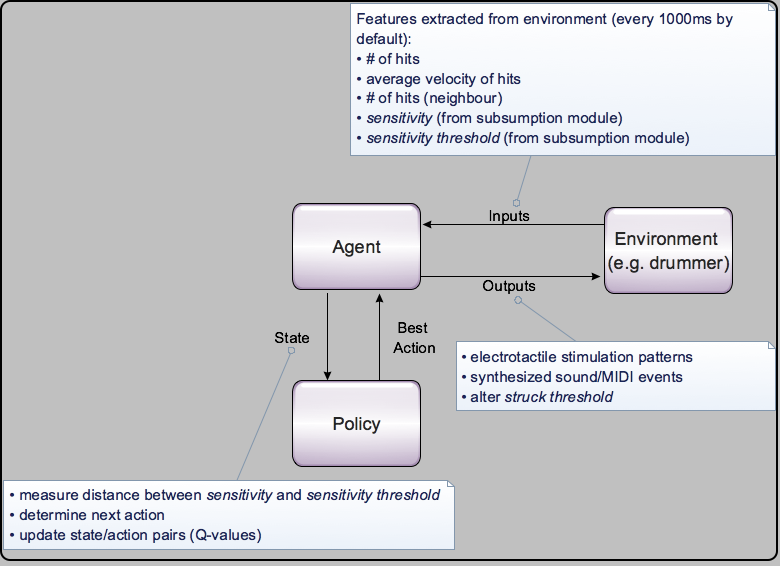 Features extracted from environment (every 1000ms by
default):
• # of hits
• average velocity of hits
• # of hits (neighbour)
• sensitivity (from subsumption module)
• sensitivity threshold (from subsumption module)
Inputs
Agent
Environment
(e.g. drummer)
Outputs
State
Best
Action
• electrotactile stimulation patterns
• synthesized sound/MIDI events
• alter struck threshold
Policy
• measure distance between sensitivity and sensitivity threshold
• determine next action
• update state/action pairs (Q-values)